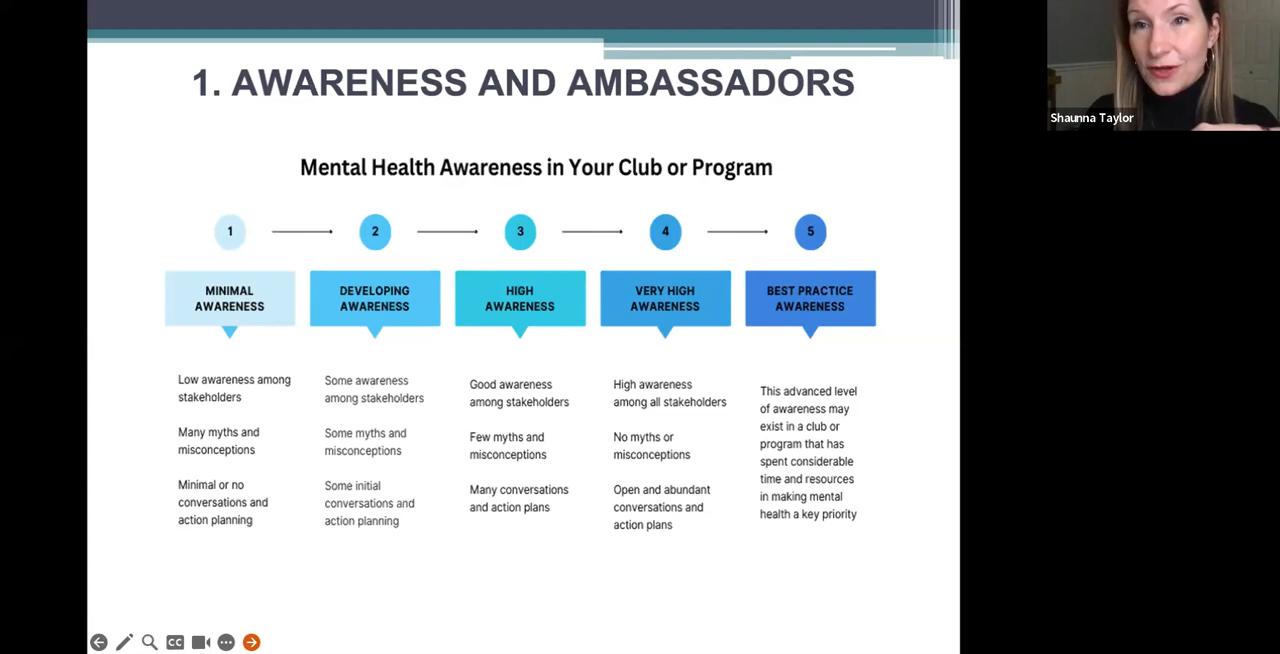 1. AWARENESS AND AMBASSADORS
Shaunna Taylor
Mental Health Awareness in Your Club or Program
1
2
3
4
5
MINIMAL
AWARENESS
DEVELOPING
AWARENESS
HIGH
AWARENESS
VERY HIGH
AWARENESS
BEST PRACTICE
AWARENESS
Low awareness among
stakeholders
Many myths and
misconceptions
Minimal or no
conversations and
action planning
Some awareness
among stakeholders
Some myths and
misconceptions
Some initial
conversations and
action planning
Good awareness
among stakeholders
Few myths and
misconceptions
Many conversations
and action plans
High awareness
among all stakeholders
No myths or
misconceptions
Open and abundant
conversations and
action plans
This advanced level
of awareness may
exist in a club or
program that has
spent considerable
time and resources
in making mental
health a key priority
CC